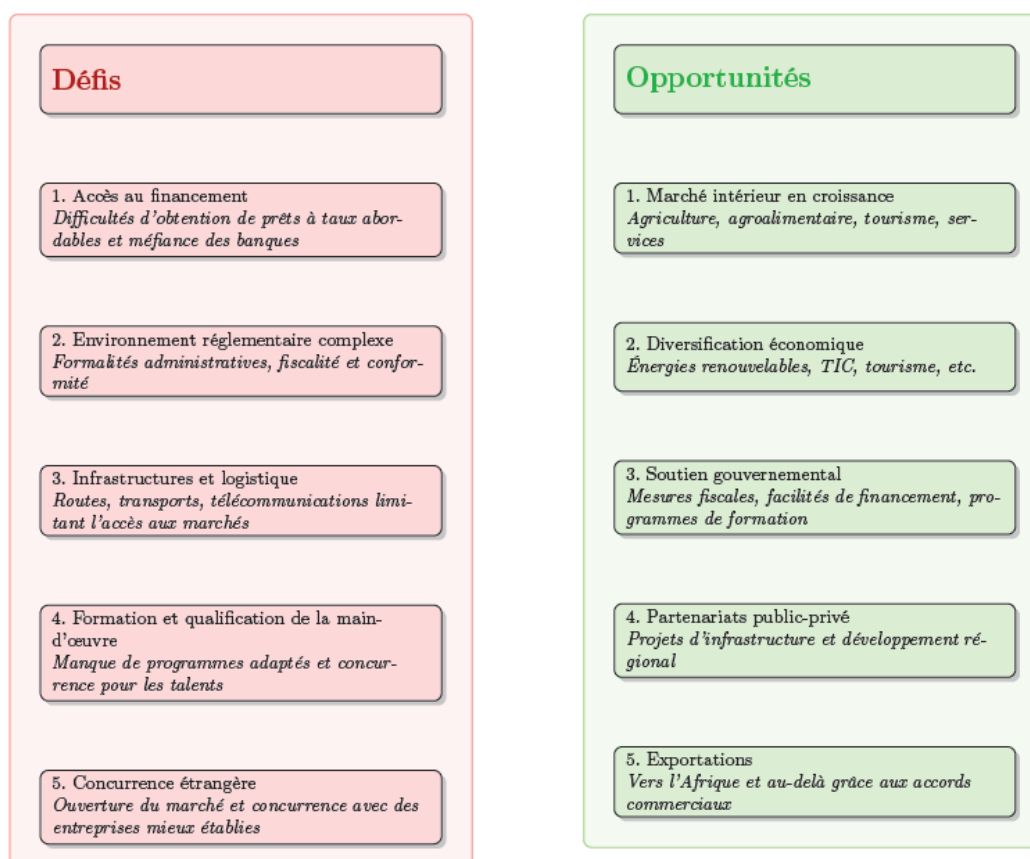 Défis
1. Accès au financement
Difficultés d'obtention de prêts à taux abor-
dables et méfiance des banques
2. Environnement réglementaire complexe
Formalités administratives, fiscalité et confor-
mité
3. Infrastructures et logistique
Routes, transports, télécommunications limi-
tant l'accès aux marchés
4. Formation et qualification de la main-
d'œuvre
Manque de programmes adaptés et concur-
rence pour les talents
5. Concurrence étrangère
Ouverture du marché et concurrence avec des
entreprises mieux établies
Opportunités
1. Marché intérieur en croissance
Agriculture, agroalimentaire, tourisme, ser-
vices
2. Diversification économique
Énergies renouvelables, TIC, tourisme, etc.
3. Soutien gouvernemental
Mesures fiscales, facilités de financement, pro-
grammes de formation
4. Partenariats public-privé
Projets d'infrastructure et développement ré-
gional
5. Exportations
Vers l'Afrique et au-delà grâce aux accords
commerciaux